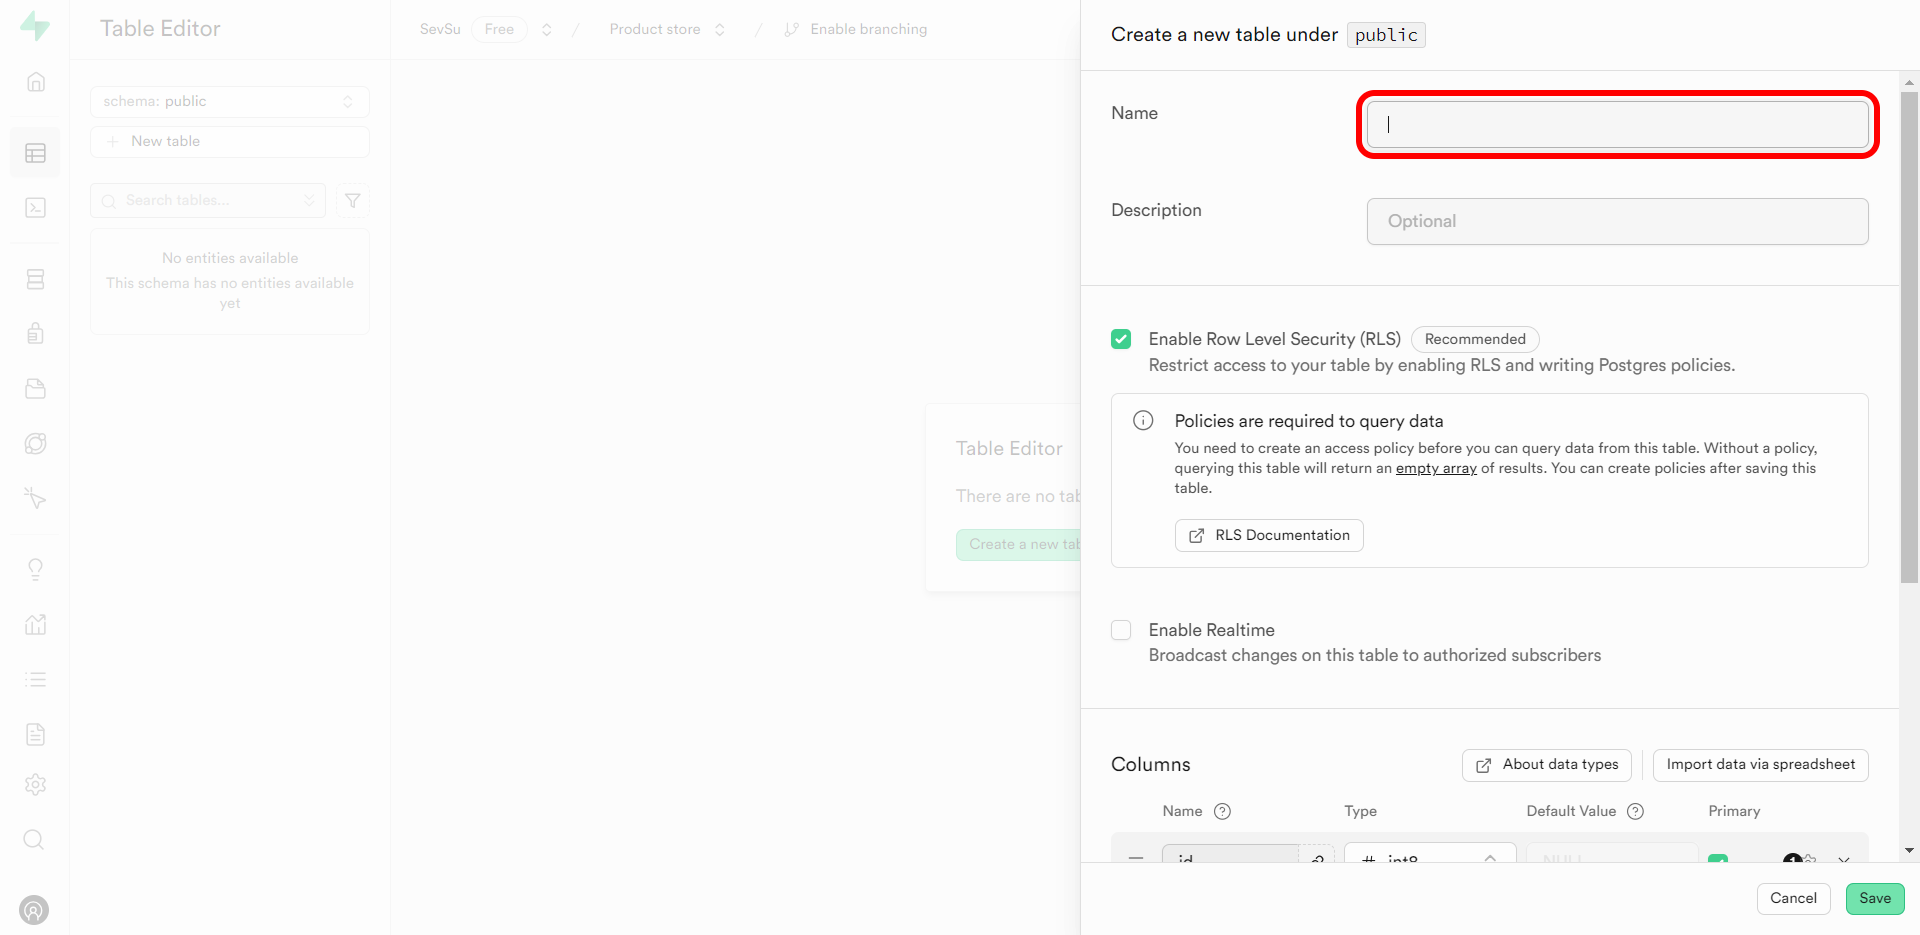 Table Editor
SevSu Free / Product store / Enable branching
schema: public
New table
Search tables...
No entities available
This schema has no entities available
yet
Table Editor
There are no tab
Create a new tab
Create a new table under public
Name
Description
Optional
Enable Row Level Security (RLS) Recommended
Restrict access to your table by enabling RLS and writing Postgres policies.
Policies are required to query data
You need to create an access policy before you can query data from this table. Without a policy,
querying this table will return an empty array of results. You can create policies after saving this
table.
RLS Documentation
Enable Realtime
Broadcast changes on this table to authorized subscribers
Columns
About data types
Import data via spreadsheet
Name Type Default Value Primary
id # int8 NULL 1
Cancel
Save